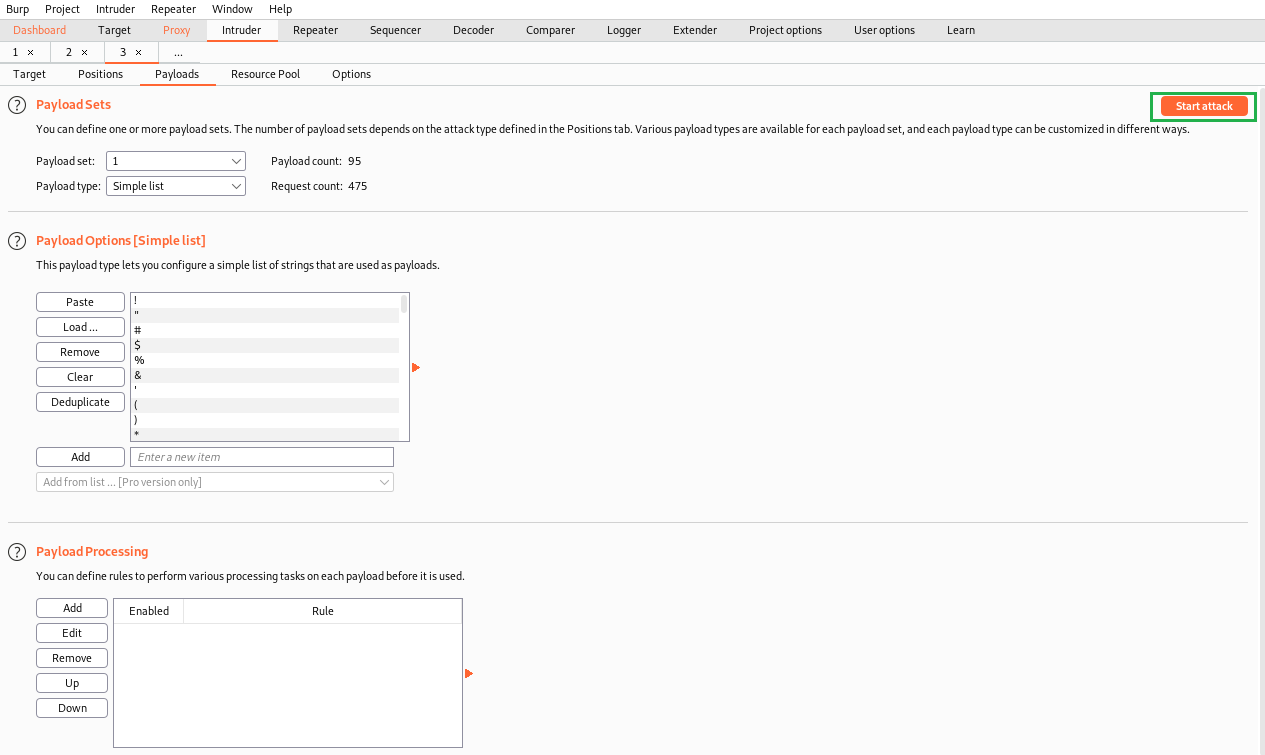 Burp Project Intruder Repeater Window Help
Dashboard Target Proxy Intruder Repeater Sequencer Decoder Comparer Logger Extender Project options User options Learn
1 × 2 × 3 × ...
Target Positions Payloads Resource Pool Options
? Payload Sets Start attack
You can define one or more payload sets. The number of payload sets depends on the attack type defined in the Positions tab. Various payload types are available for each payload set, and each payload type can be customized in different ways.
Payload set: 1 Payload count: 95
Payload type: Simple list Request count: 475
? Payload Options [Simple list]
This payload type lets you configure a simple list of strings that are used as payloads.
Paste
Load ...
Remove
Clear
Deduplicate
!
"
#
$
%
&
'
(
)
*
Add Enter a new item
Add from list ... [Pro version only]
? Payload Processing
You can define rules to perform various processing tasks on each payload before it is used.
Add
Edit
Remove
Up
Down
Enabled Rule